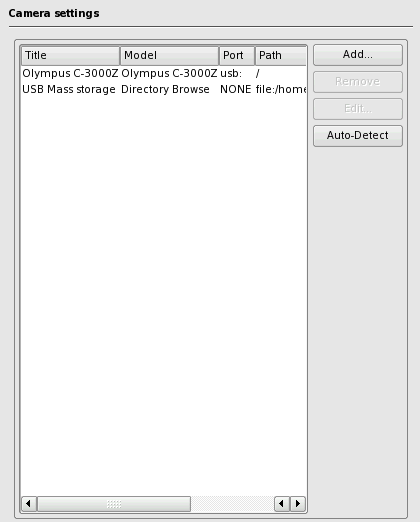 Camera settings
Title Model Port Path
Add...
Olympus C-3000Z Olympus C-3000Z usb: /
Remove
USB Mass storage Directory Browse NONE file:/home
Edit...
Auto-Detect